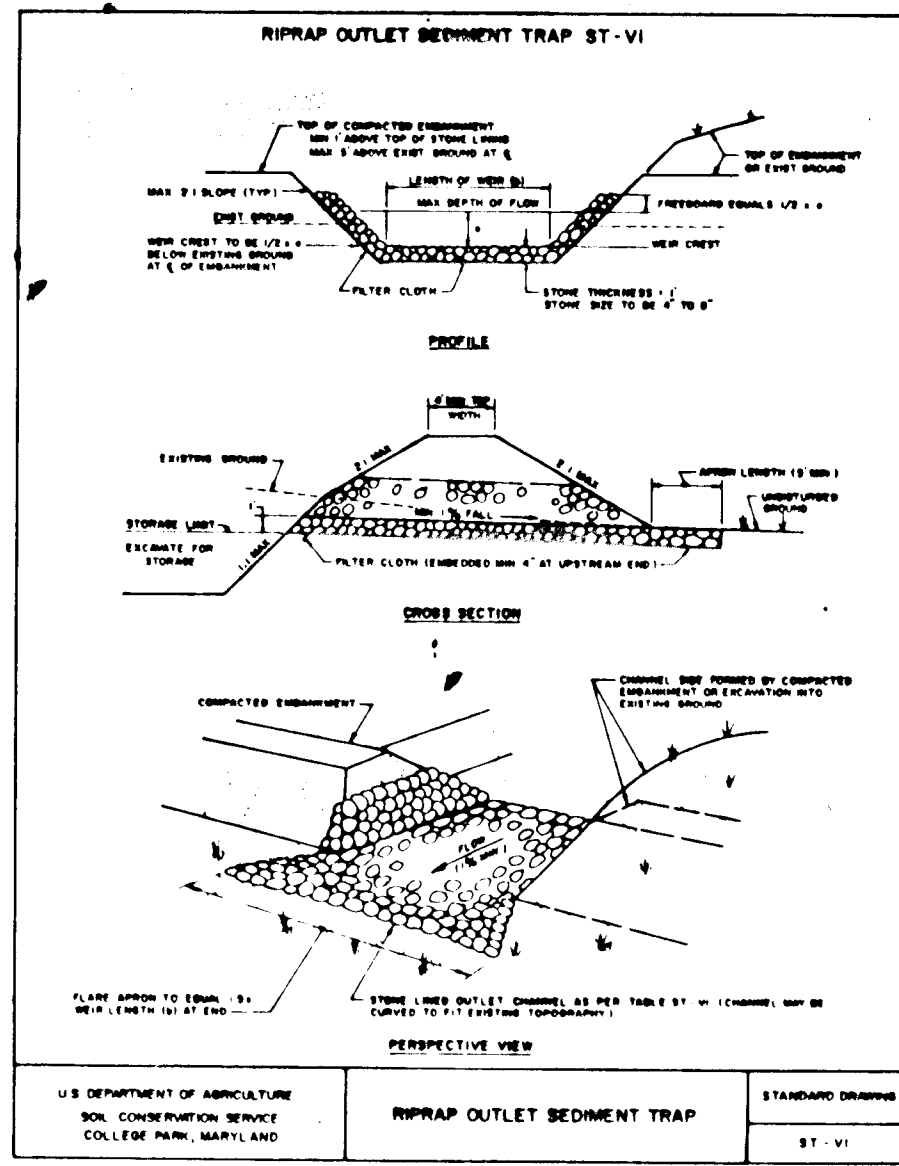 RIPRAP OUTLET SEDIMENT TRAP ST-VI
TOP OF COMPACTED EMBANKMENT
MIN 1' ABOVE TOP OF STONE LINING
MAX 5' ABOVE EXIST GROUND AT ℄
TOP OF EMBANKMENT
OR EXIST GROUND
LENGTH OF WEIR (b)
MAX 2:1 SLOPE (TYP)
MAX DEPTH OF FLOW
FREEBOARD EQUALS 1/2 x a
EXIST GROUND
a
WEIR CREST TO BE 1/2 x a
BELOW EXISTING GROUND
AT ℄ OF EMBANKMENT
WEIR CREST
FILTER CLOTH
STONE THICKNESS = 1'
STONE SIZE TO BE 4" TO 8"
PROFILE
4' MIN TOP
WIDTH
EXISTING GROUND
2:1 MAX
2:1 MAX
APRON LENGTH (5' MIN)
UNDISTURBED
GROUND
1'
MIN 1% FALL
STORAGE LIMIT
EXCAVATE FOR
STORAGE
1:1 MAX
FILTER CLOTH (EMBEDDED MIN 4" AT UPSTREAM END)
CROSS SECTION
CHANNEL SIDE FORMED BY COMPACTED
EMBANKMENT OR EXCAVATION INTO
EXISTING GROUND
COMPACTED EMBANKMENT
FLOW
(1% MIN)
FLARE APRON TO EQUAL 1.5 x
WEIR LENGTH (b) AT END
STONE LINED OUTLET CHANNEL AS PER TABLE ST-VI (CHANNEL MAY BE
CURVED TO FIT EXISTING TOPOGRAPHY)
PERSPECTIVE VIEW
U.S. DEPARTMENT OF AGRICULTURE
SOIL CONSERVATION SERVICE
COLLEGE PARK, MARYLAND
RIPRAP OUTLET SEDIMENT TRAP
STANDARD DRAWING
ST - VI